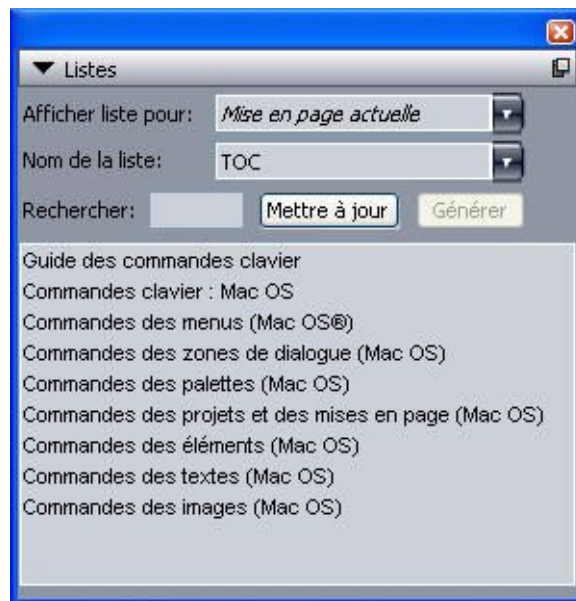 Listes
Afficher liste pour: Mise en page actuelle
Nom de la liste: TOC
Rechercher: Mettre à jour Générer
Guide des commandes clavier
Commandes clavier : Mac OS
Commandes des menus (Mac OS®)
Commandes des zones de dialogue (Mac OS)
Commandes des palettes (Mac OS)
Commandes des projets et des mises en page (Mac OS)
Commandes des éléments (Mac OS)
Commandes des textes (Mac OS)
Commandes des images (Mac OS)